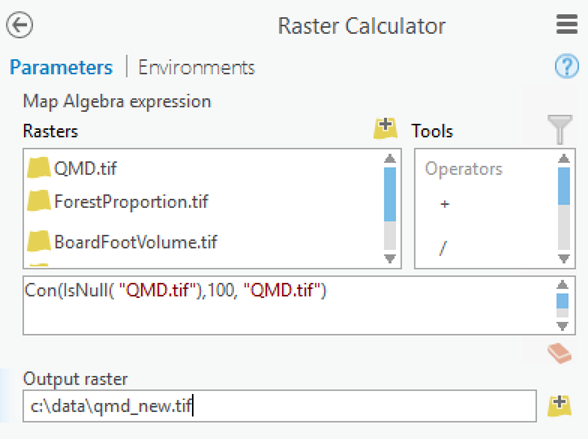 Raster Calculator
Parameters | Environments
?
Map Algebra expression
Rasters
Tools
QMD.tif
ForestProportion.tif
BoardFootVolume.tif
Operators
+
/
Con(IsNull( "QMD.tif"),100, "QMD.tif")
Output raster
c:\data\qmd_new.tif